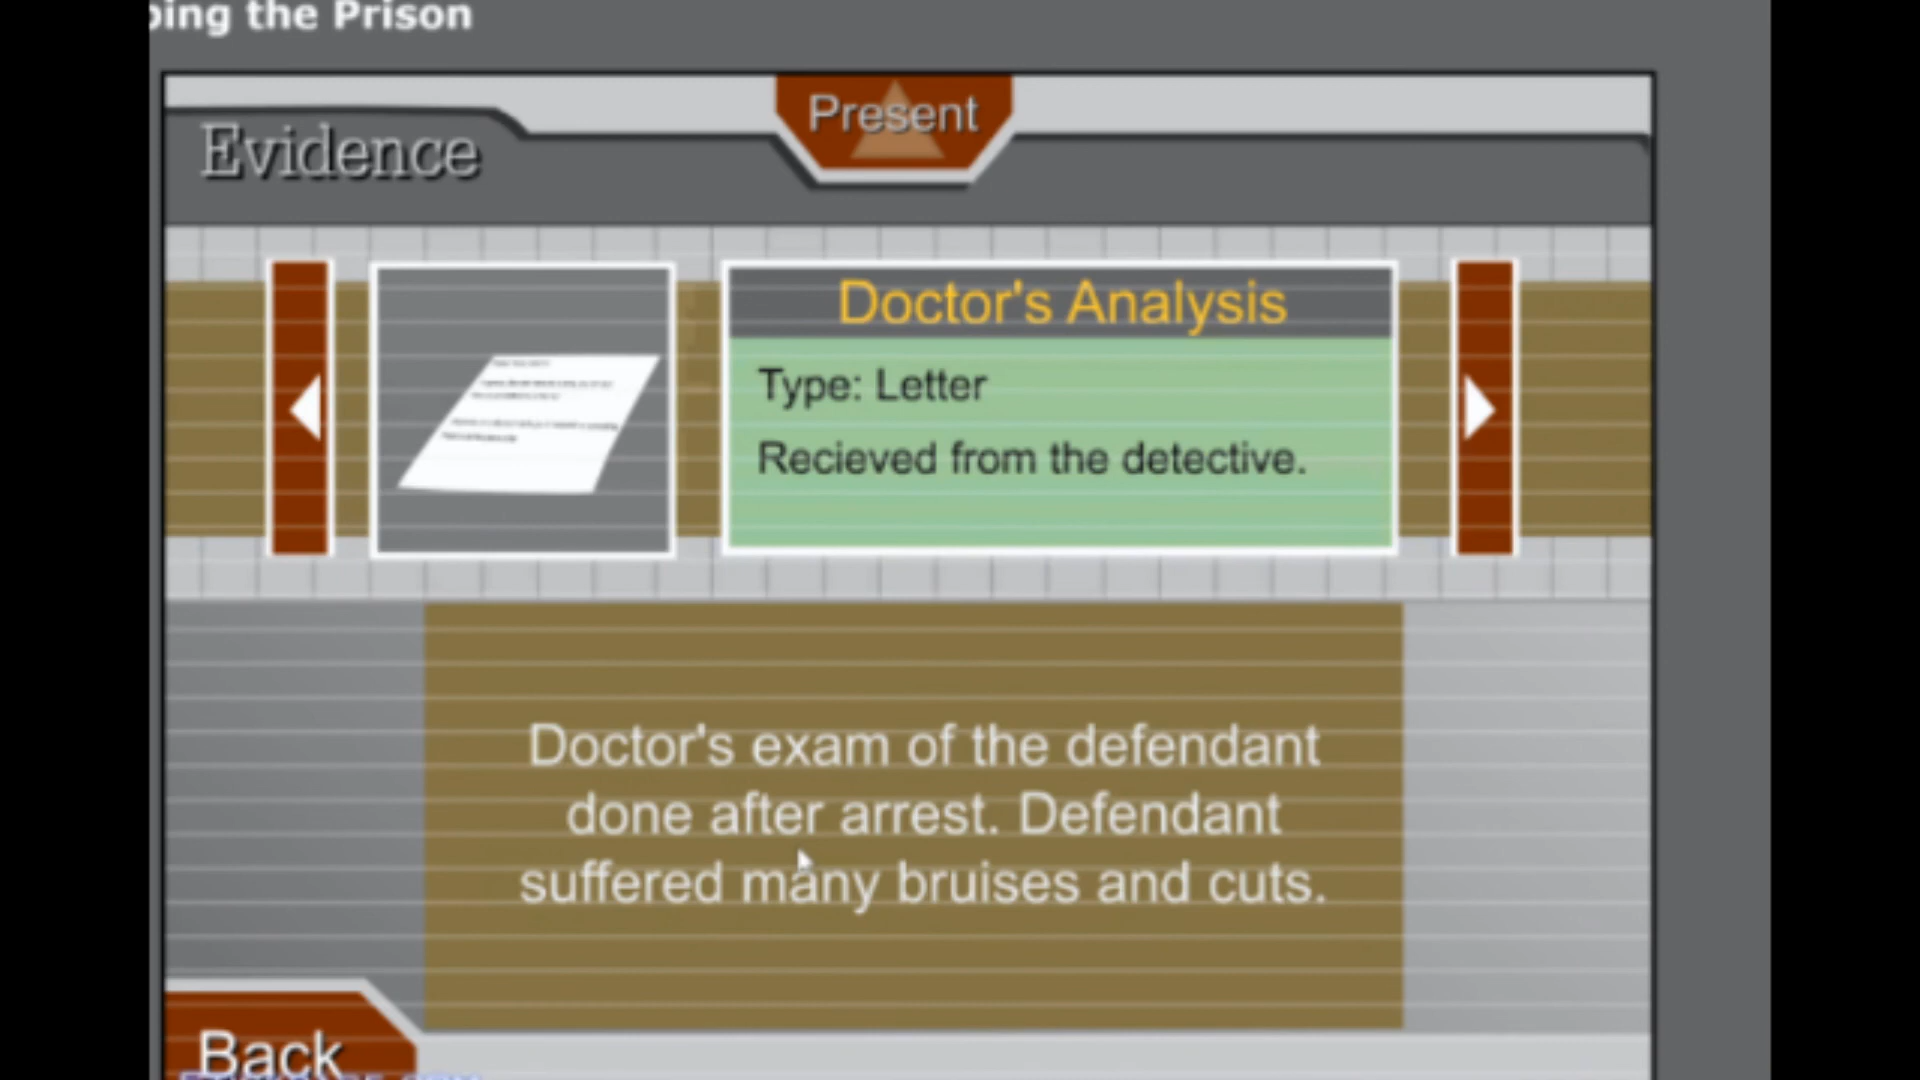 the Prison
Present
Evidence
Doctor's Analysis
Type: Letter
Recieved from the detective.
Doctor's exam of the defendant
done after arrest. Defendant
suffered many bruises and cuts.
Back